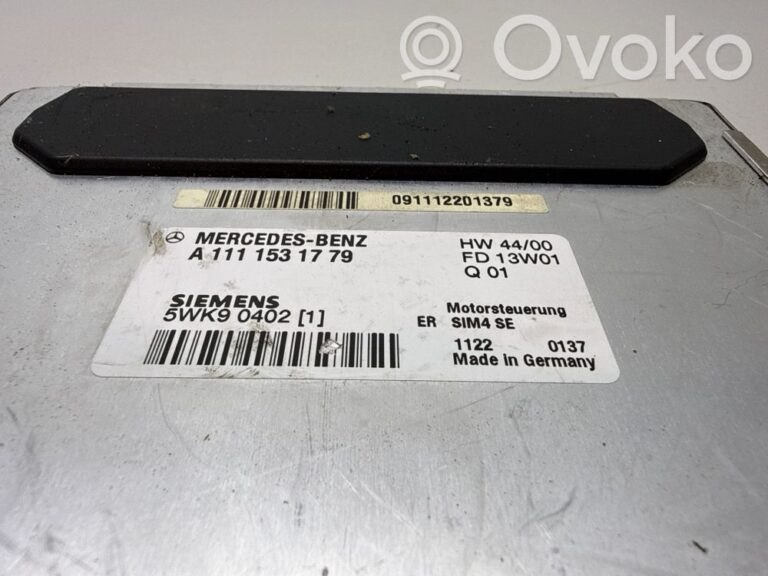 Ovoko
091112201379
MERCEDES-BENZ
A 111 153 17 79
HW 44/00
FD 13W01
Q 01
SIEMENS
5WK9 0402 [1]
Motorsteuerung
ER SIM4 SE
1122 0137
Made in Germany